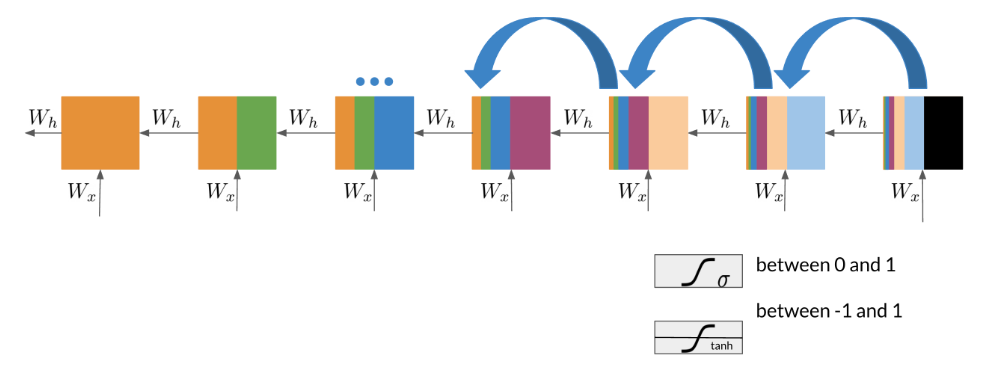 W_h W_h W_h W_h W_h W_h W_h
W_x W_x W_x W_x W_x W_x W_x
σ between 0 and 1
between -1 and 1
tanh